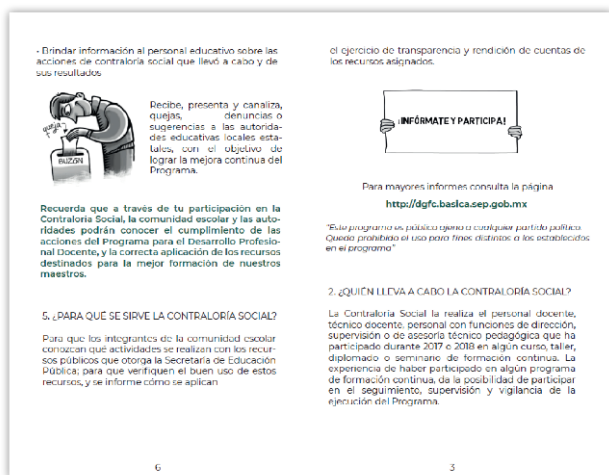 - Brindar información al personal educativo sobre las
acciones de contraloría social que llevó a cabo y de
sus resultados
queja
BUZÓN
Recibe, presenta y canaliza,
quejas, denuncias o
sugerencias a las autorida-
des educativas locales esta-
tales, con el objetivo de
lograr la mejora continua del
Programa.
Recuerda que a través de tu participación en la
Contraloría Social, la comunidad escolar y las auto-
ridades podrán conocer el cumplimiento de las
acciones del Programa para el Desarrollo Profesio-
nal Docente, y la correcta aplicación de los recursos
destinados para la mejor formación de nuestros
maestros.
5. ¿PARA QUÉ SE SIRVE LA CONTRALORÍA SOCIAL?
Para que los integrantes de la comunidad escolar
conozcan qué actividades se realizan con los recur-
sos públicos que otorga la Secretaría de Educación
Pública; para que verifiquen el buen uso de estos
recursos, y se informe cómo se aplican
6
el ejercicio de transparencia y rendición de cuentas de
los recursos asignados.
¡INFÓRMATE Y PARTICIPA!
Para mayores informes consulta la página
http://dgfc.basica.sep.gob.mx
"Este programa es público ajeno a cualquier partido político.
Queda prohibido el uso para fines distintos a los establecidos
en el programa"
2. ¿QUIÉN LLEVA A CABO LA CONTRALORÍA SOCIAL?
La Contraloría Social la realiza el personal docente,
técnico docente, personal con funciones de dirección,
supervisión o de asesoría técnico pedagógica que ha
participado durante 2017 o 2018 en algún curso, taller,
diplomado o seminario de formación continua. La
experiencia de haber participado en algún programa
de formación continua, da la posibilidad de participar
en el seguimiento, supervisión y vigilancia de la
ejecución del Programa.
3